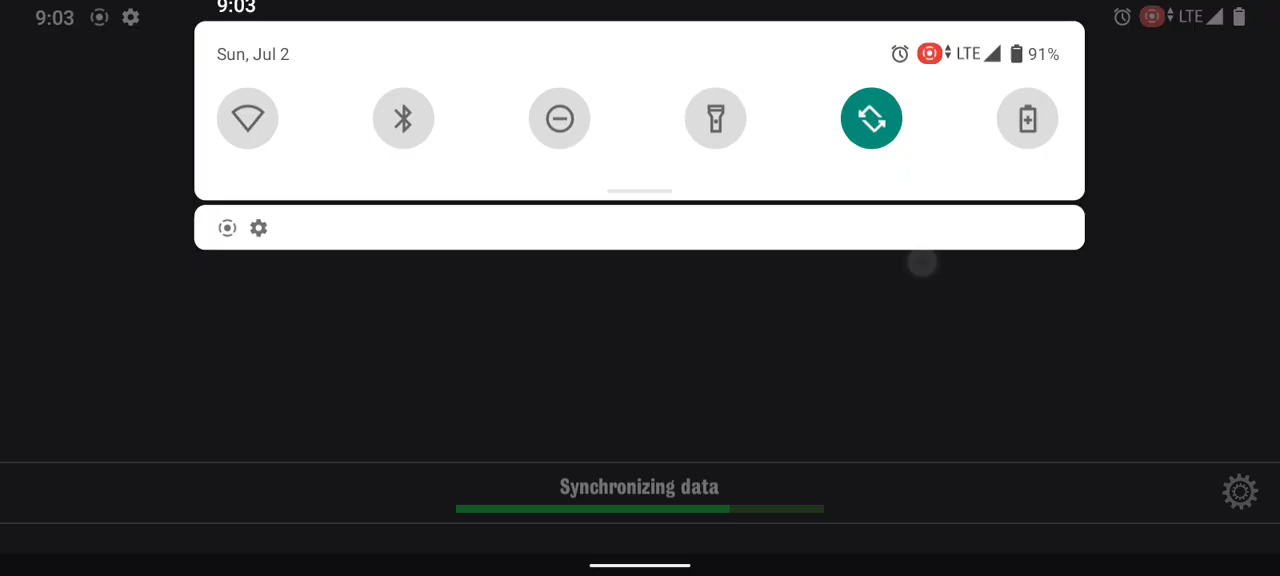 9:03
9:03
LTE
Sun, Jul 2
LTE 91%
Synchronizing data